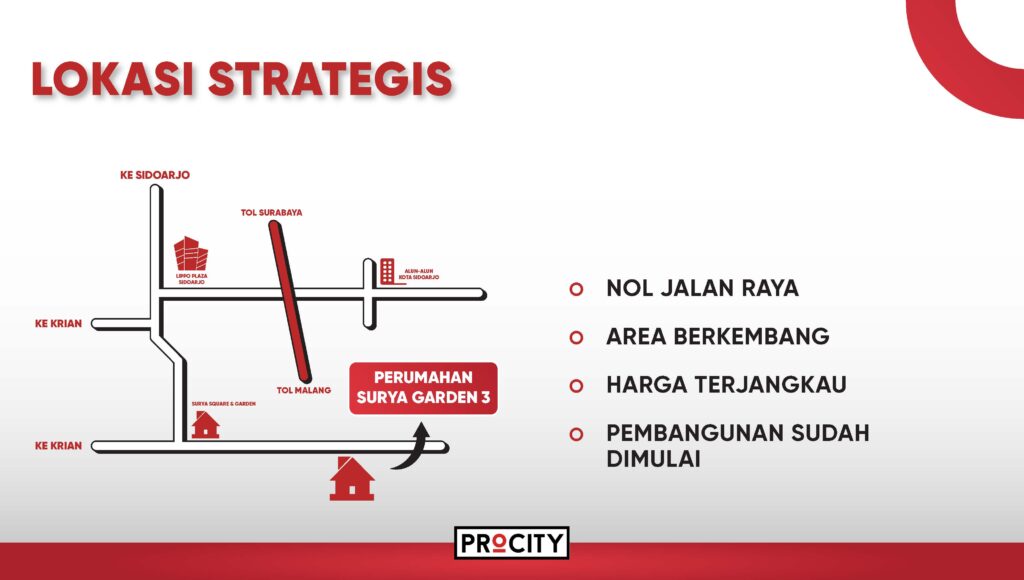 LOKASI STRATEGIS
KE SIDOARJO
TOL SURABAYA
LIPPO PLAZA
SIDOARJO
ALUN-ALUN
KOTA SIDOARJO
KE KRIAN
TOL MALANG
PERUMAHAN
SURYA GARDEN 3
SURYA SQUARE & GARDEN
KE KRIAN
NOL JALAN RAYA
AREA BERKEMBANG
HARGA TERJANGKAU
PEMBANGUNAN SUDAH
DIMULAI
PROCITY